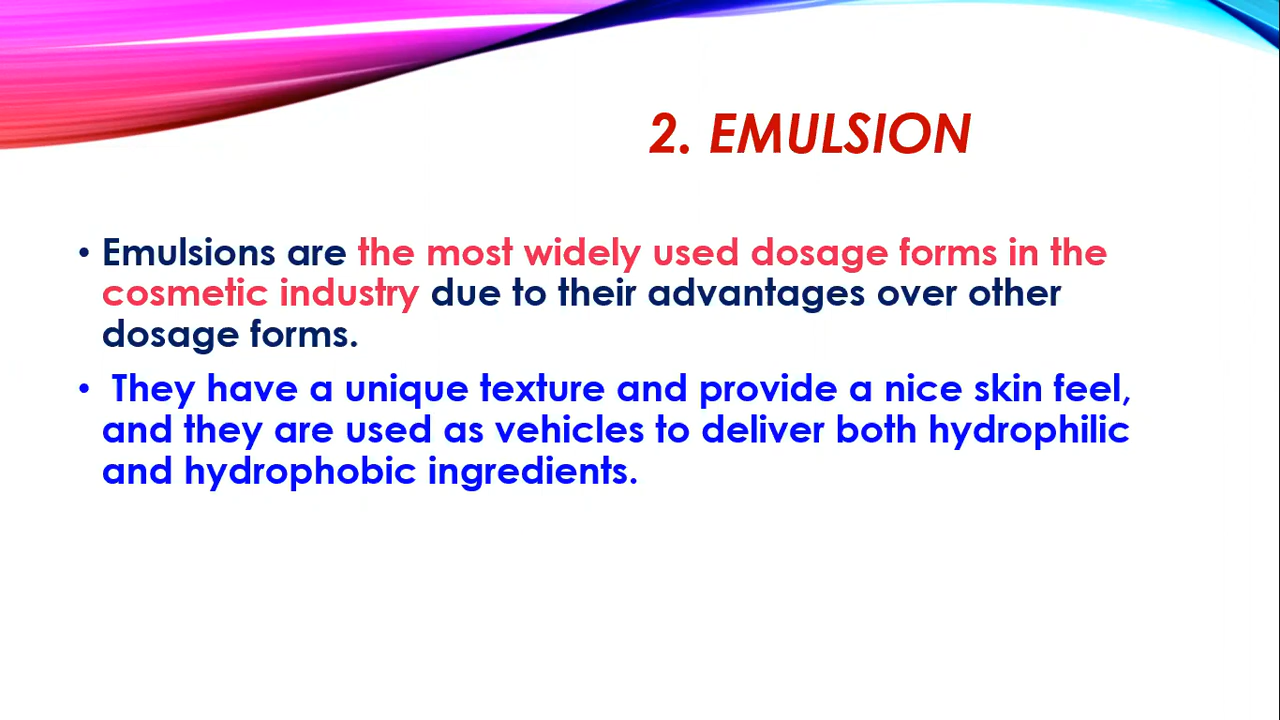 2. EMULSION
• Emulsions are the most widely used dosage forms in the
cosmetic industry due to their advantages over other
dosage forms.
• They have a unique texture and provide a nice skin feel,
and they are used as vehicles to deliver both hydrophilic
and hydrophobic ingredients.